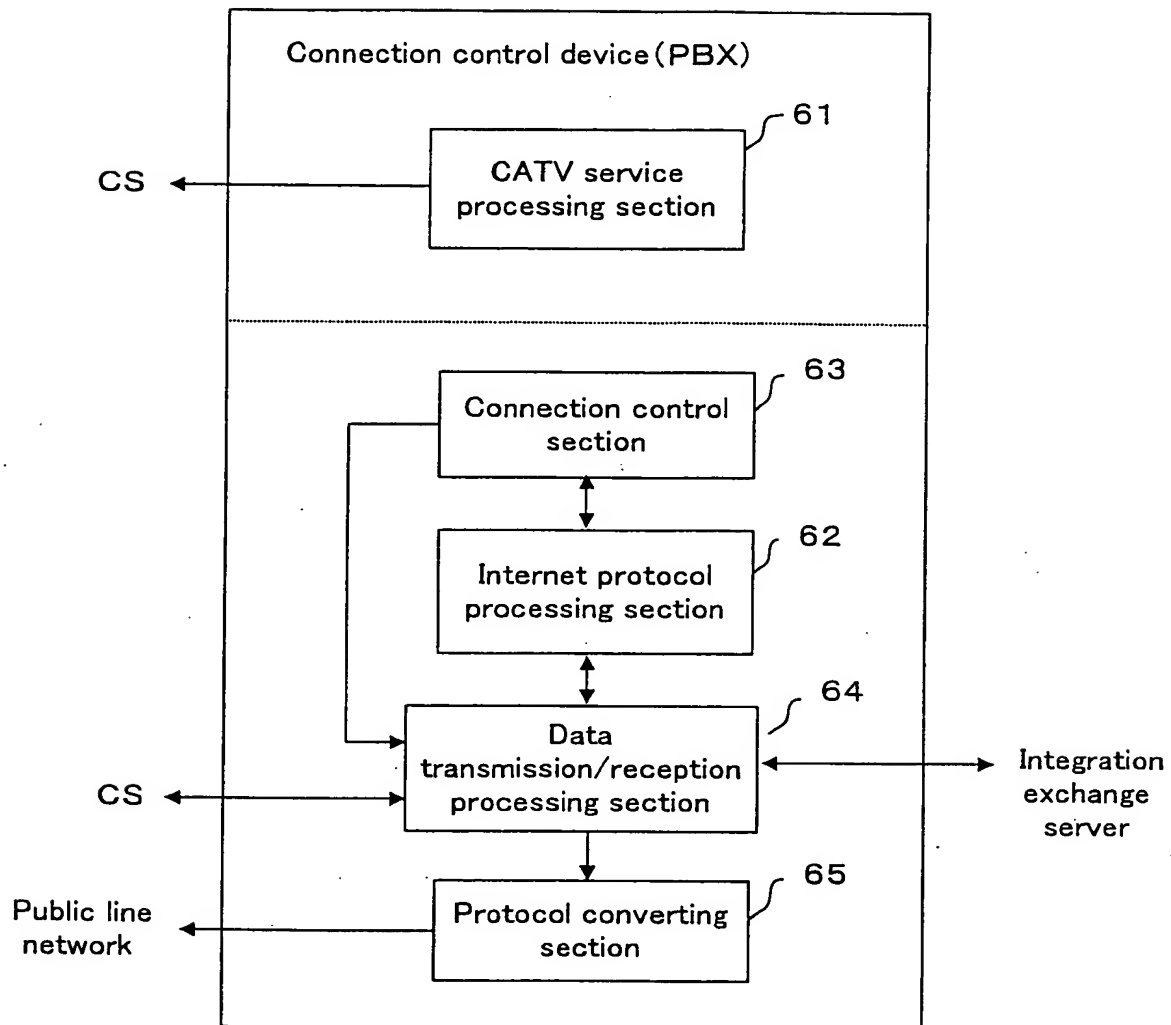 Connection control device(PBX)
61
CATV service
processing section
CS
63
Connection control
section
62
Internet protocol
processing section
64
Data
transmission/reception
processing section
Integration
exchange
server
CS
65
Protocol converting
section
Public line
network